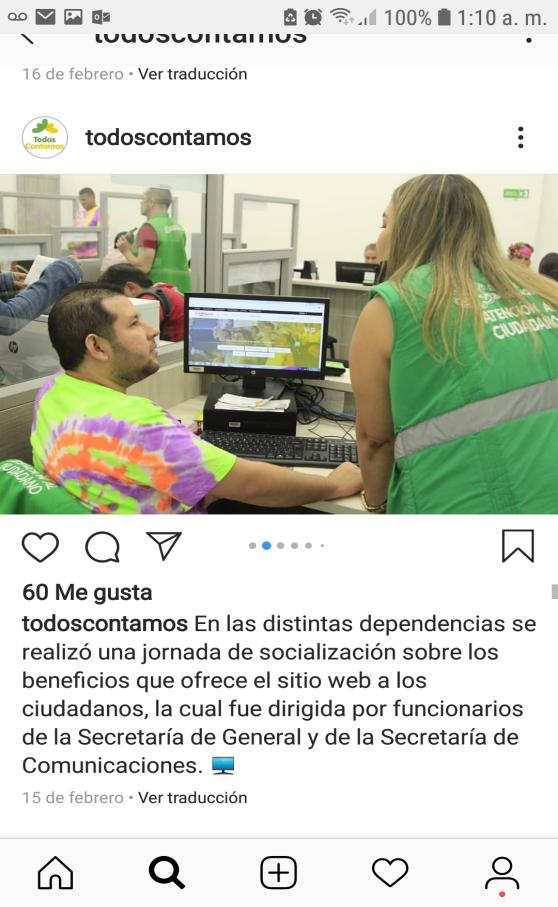 100% 1:10 a. m.
todoscontamos
16 de febrero • Ver traducción
Todos
Contamos
todoscontamos
ATENCIÓN
CIUDADANO
CIUDADANO
60 Me gusta
todoscontamos En las distintas dependencias se
realizó una jornada de socialización sobre los
beneficios que ofrece el sitio web a los
ciudadanos, la cual fue dirigida por funcionarios
de la Secretaría de General y de la Secretaría de
Comunicaciones.
15 de febrero • Ver traducción